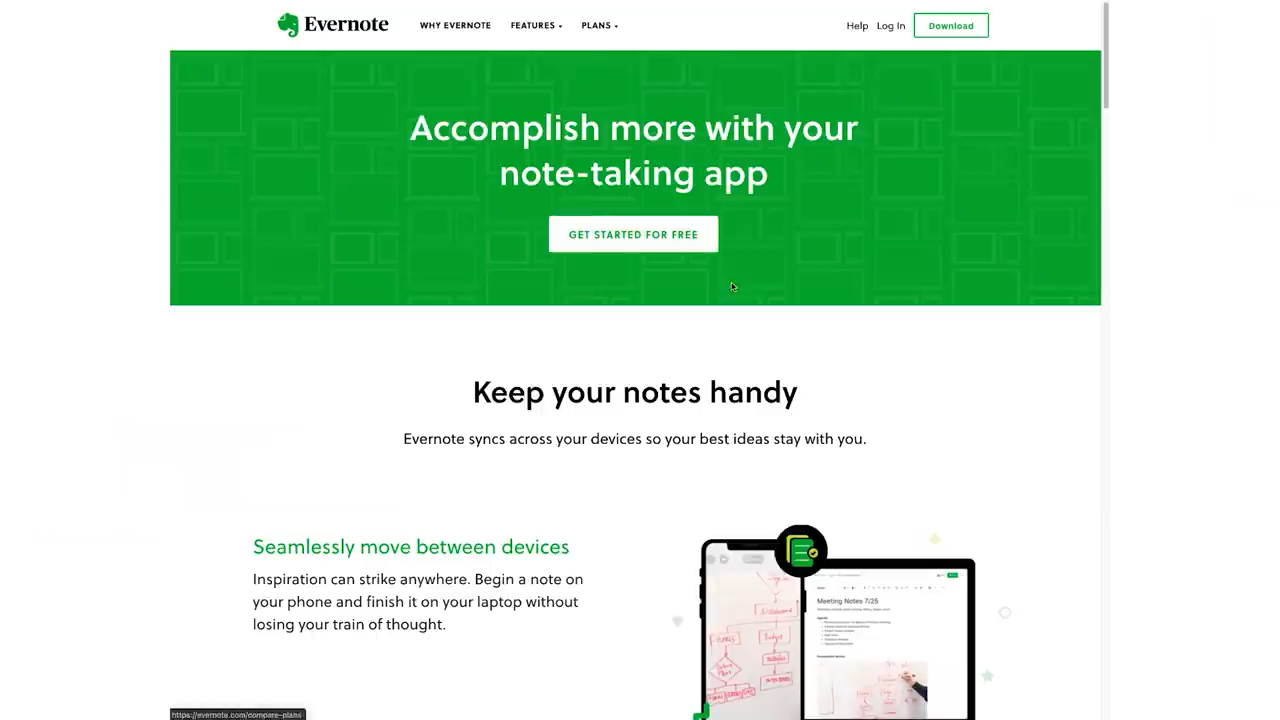 Evernote
WHY EVERNOTE
FEATURES
PLANS
Help
Log In
Download
Accomplish more with your
note-taking app
GET STARTED FOR FREE
Keep your notes handy
Evernote syncs across your devices so your best ideas stay with you.
Seamlessly move between devices
Inspiration can strike anywhere. Begin a note on
your phone and finish it on your laptop without
losing your train of thought.
Meeting Notes 7/25
https://evernote.com/compare-plans